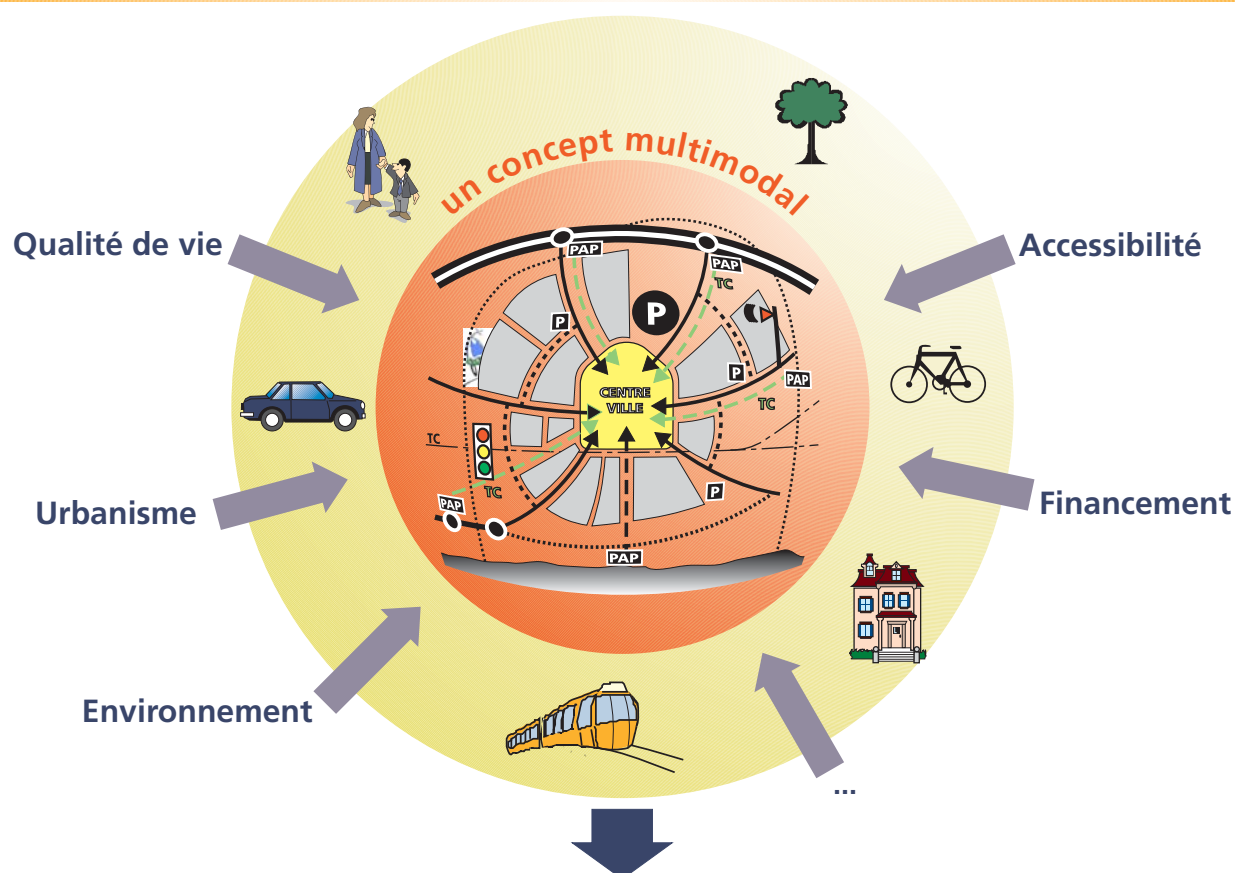 un concept multimodal
Qualité de vie
Accessibilité
PAP
PAP
TC
P
P
P
PAP
CENTRE
VILLE
TC
TC
TC
P
PAP
PAP
Urbanisme
Financement
Environnement
...